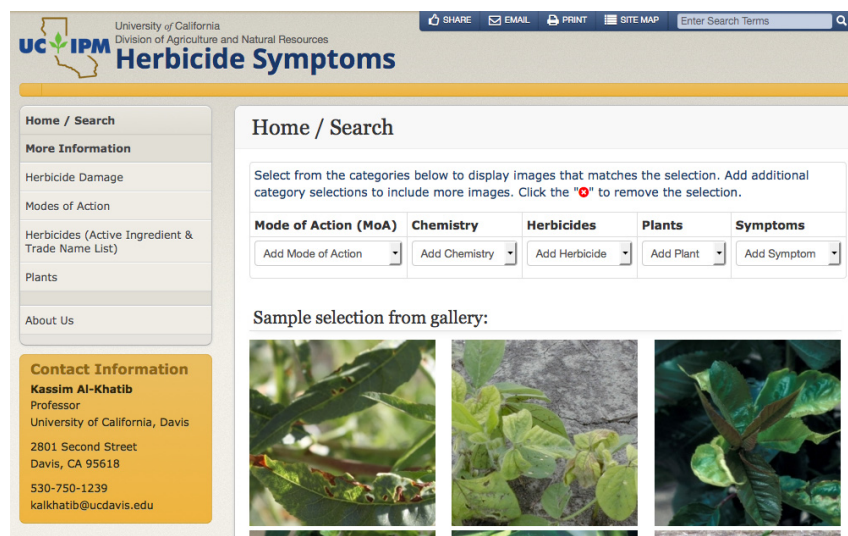 SHARE EMAIL PRINT SITE MAP Enter Search Terms
UC IPM
University of California
Division of Agriculture and Natural Resources
Herbicide Symptoms
Home / Search
More Information
Herbicide Damage
Modes of Action
Herbicides (Active Ingredient &
Trade Name List)
Plants
About Us
Contact Information
Kassim Al-Khatib
Professor
University of California, Davis
2801 Second Street
Davis, CA 95618
530-750-1239
kalkhatib@ucdavis.edu
Home / Search
Select from the categories below to display images that matches the selection. Add additional
category selections to include more images. Click the "" to remove the selection.
Mode of Action (MoA) Chemistry Herbicides Plants Symptoms
Add Mode of Action Add Chemistry Add Herbicide Add Plant Add Symptom
Sample selection from gallery: